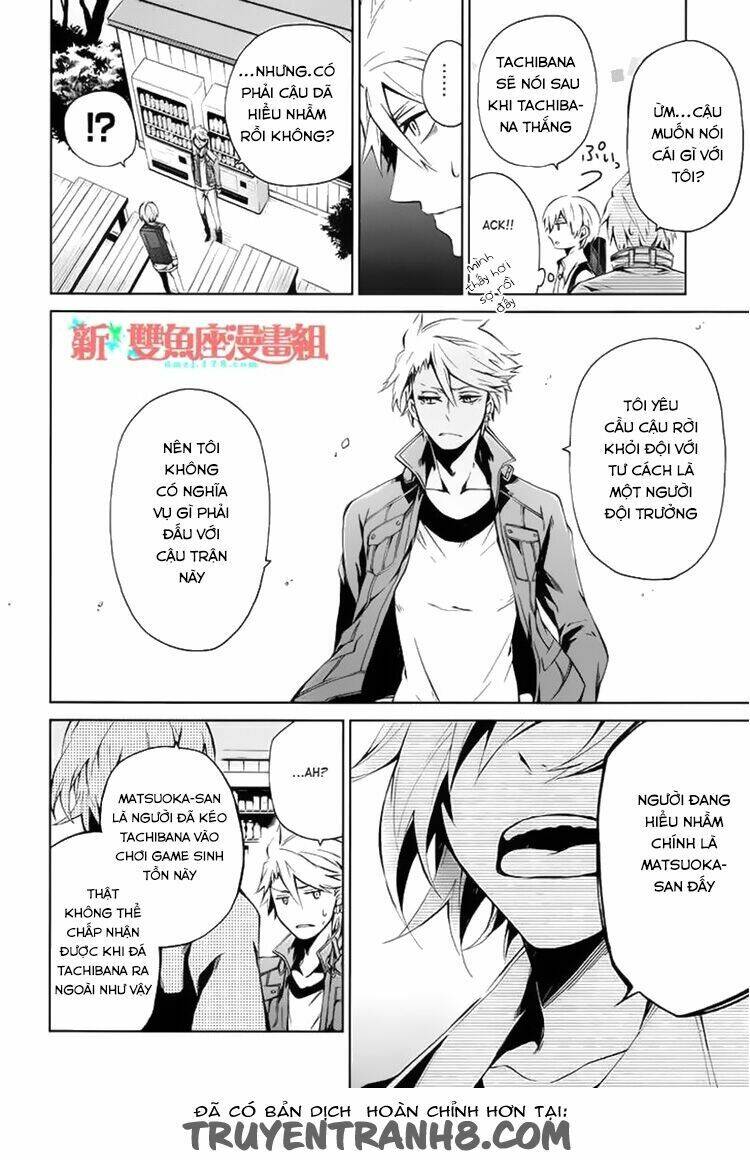 ỪM...CẬU
MUỐN NÓI
CÁI GÌ VỚI
TÔI?
TACHIBANA
SẼ NÓI SAU
KHI TACHIBA-
NA THẮNG
ぷいっ
ACK!!
mình
thấy hơi
sợ rồi
đấy
.......
...NHƯNG...CÓ
PHẢI CẬU ĐÃ
HIỂU NHẦM
RỒI KHÔNG?
!?
新 雙魚座漫畫組
TÔI YÊU
CẦU CẬU RỜI
KHỎI ĐỘI VỚI
TƯ CÁCH LÀ
MỘT NGƯỜI
ĐỘI TRƯỞNG
NÊN TÔI
KHÔNG
CÓ NGHĨA
VỤ GÌ PHẢI
ĐẤU VỚI
CẬU TRẬN
NÀY
NGƯỜI ĐANG
HIỂU NHẦM
CHÍNH LÀ
MATSUOKA-
SAN ĐẤY
...AH?
MATSUOKA-SAN
LÀ NGƯỜI ĐÃ KÉO
TACHIBANA VÀO
CHƠI GAME SINH
TỒN NÀY
THẬT
KHÔNG THỂ
CHẤP NHẬN
ĐƯỢC KHI ĐÁ
TACHIBANA RA
NGOÀI NHƯ VẬY
ĐÃ CÓ BẢN DỊCH HOÀN CHỈNH HƠN TẠI:
TRUYENTRANH8.COM